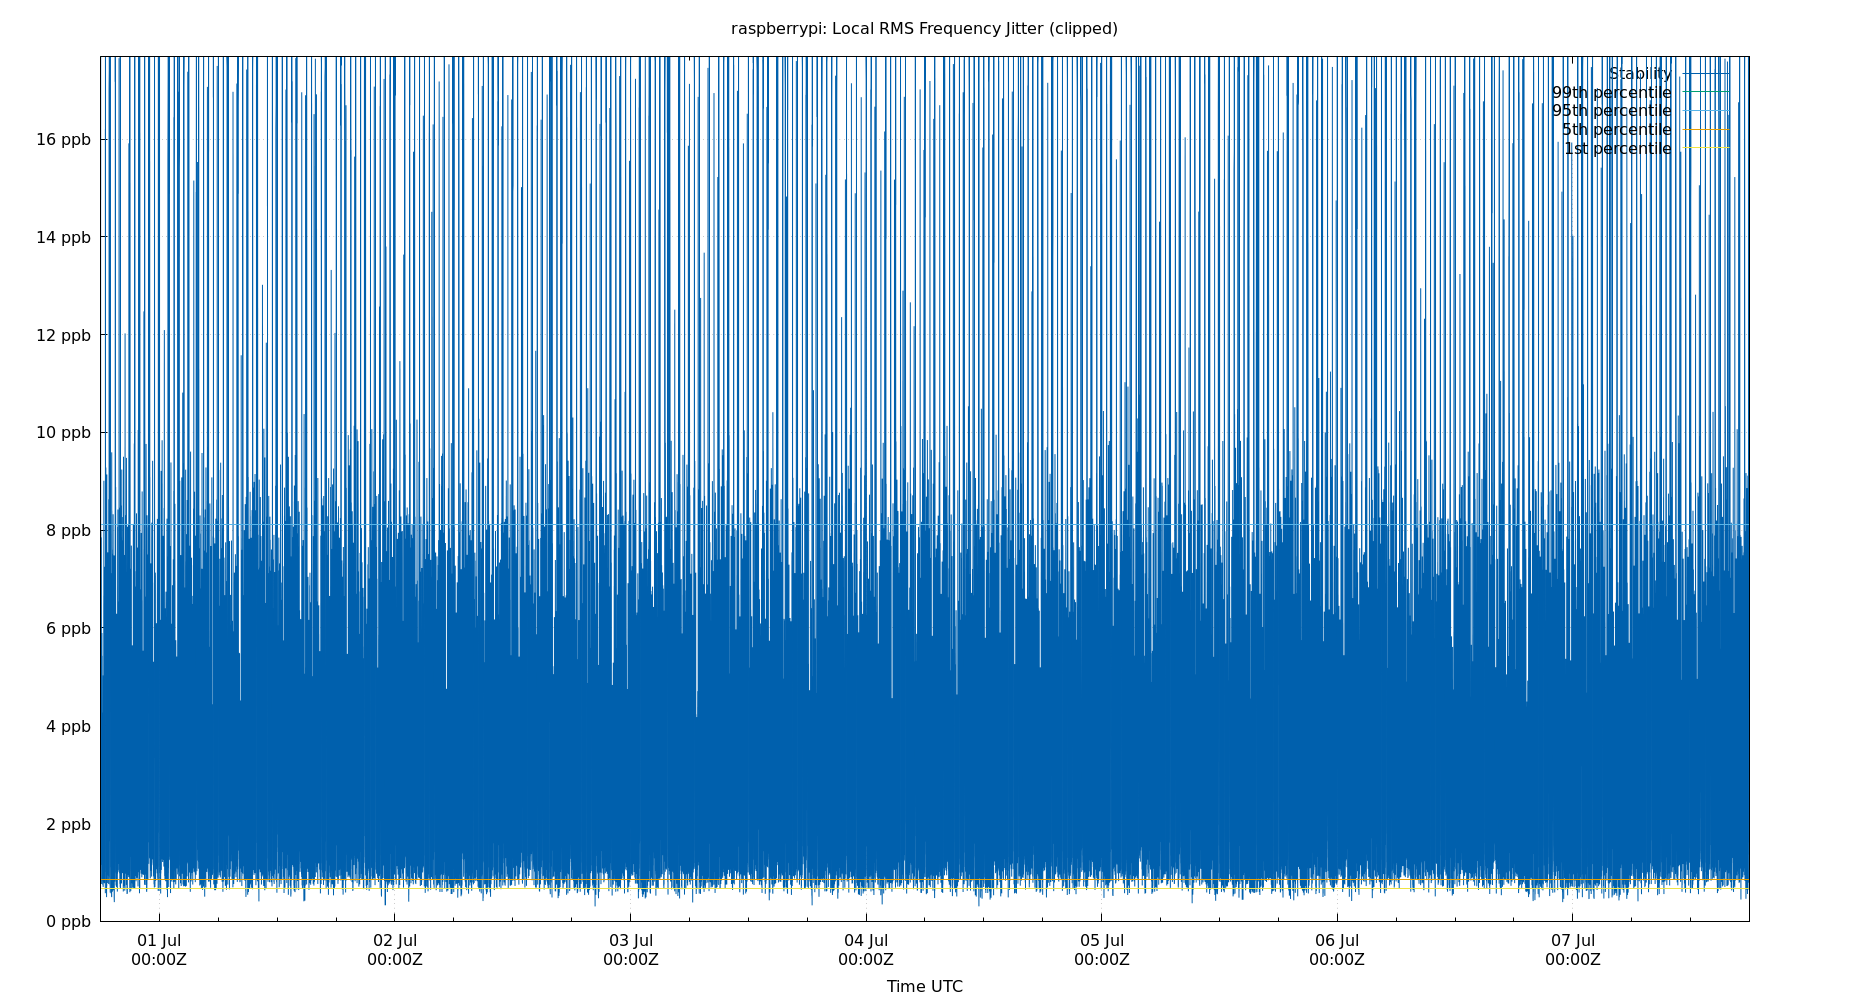 raspberrypi: Local RMS Frequency Jitter (clipped)
Stability
99th percentile
95th percentile
5th percentile
1st percentile
16 ppb
14 ppb
12 ppb
10 ppb
8 ppb
6 ppb
4 ppb
2 ppb
0 ppb
01 Jul
00:00Z
02 Jul
00:00Z
03 Jul
00:00Z
04 Jul
00:00Z
05 Jul
00:00Z
06 Jul
00:00Z
07 Jul
00:00Z
Time UTC